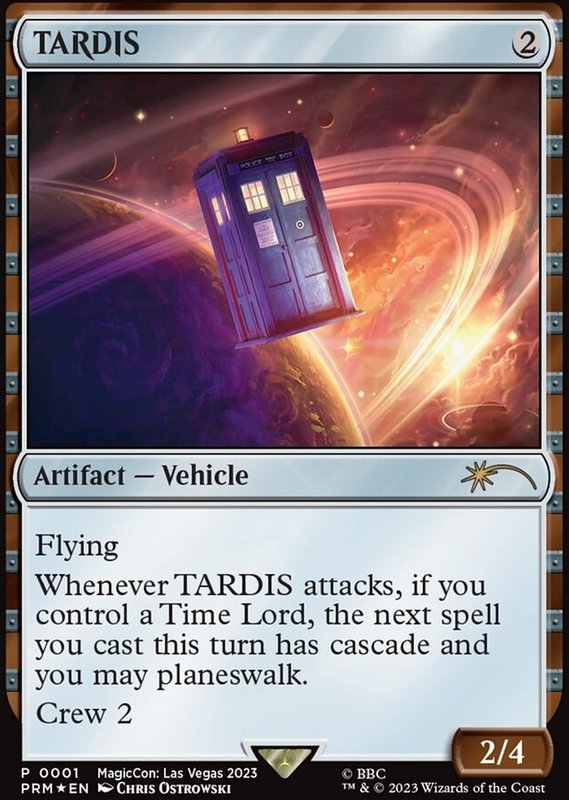 TARDIS 2
POLICE BOX
Artifact — Vehicle
Flying
Whenever TARDIS attacks, if you
control a Time Lord, the next spell
you cast this turn has cascade and
you may planeswalk.
Crew 2
2/4
P 0001 MagicCon: Las Vegas 2023 © BBC
PRM★EN Chris Ostrowski ™ & © 2023 Wizards of the Coast